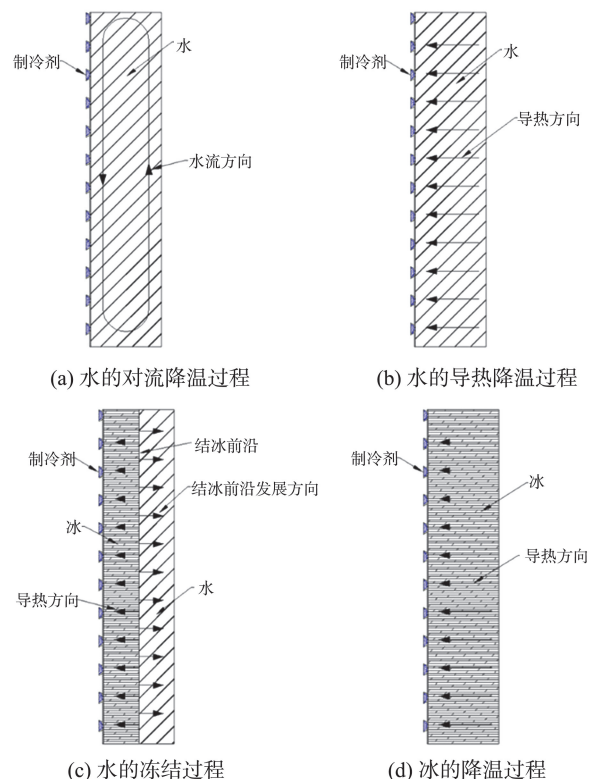 制冷剂
水
水流方向
(a) 水的对流降温过程
制冷剂
水
导热方向
(b) 水的导热降温过程
制冷剂
结冰前沿
结冰前沿发展方向
冰
导热方向
水
(c) 水的冻结过程
制冷剂
冰
导热方向
(d) 冰的降温过程